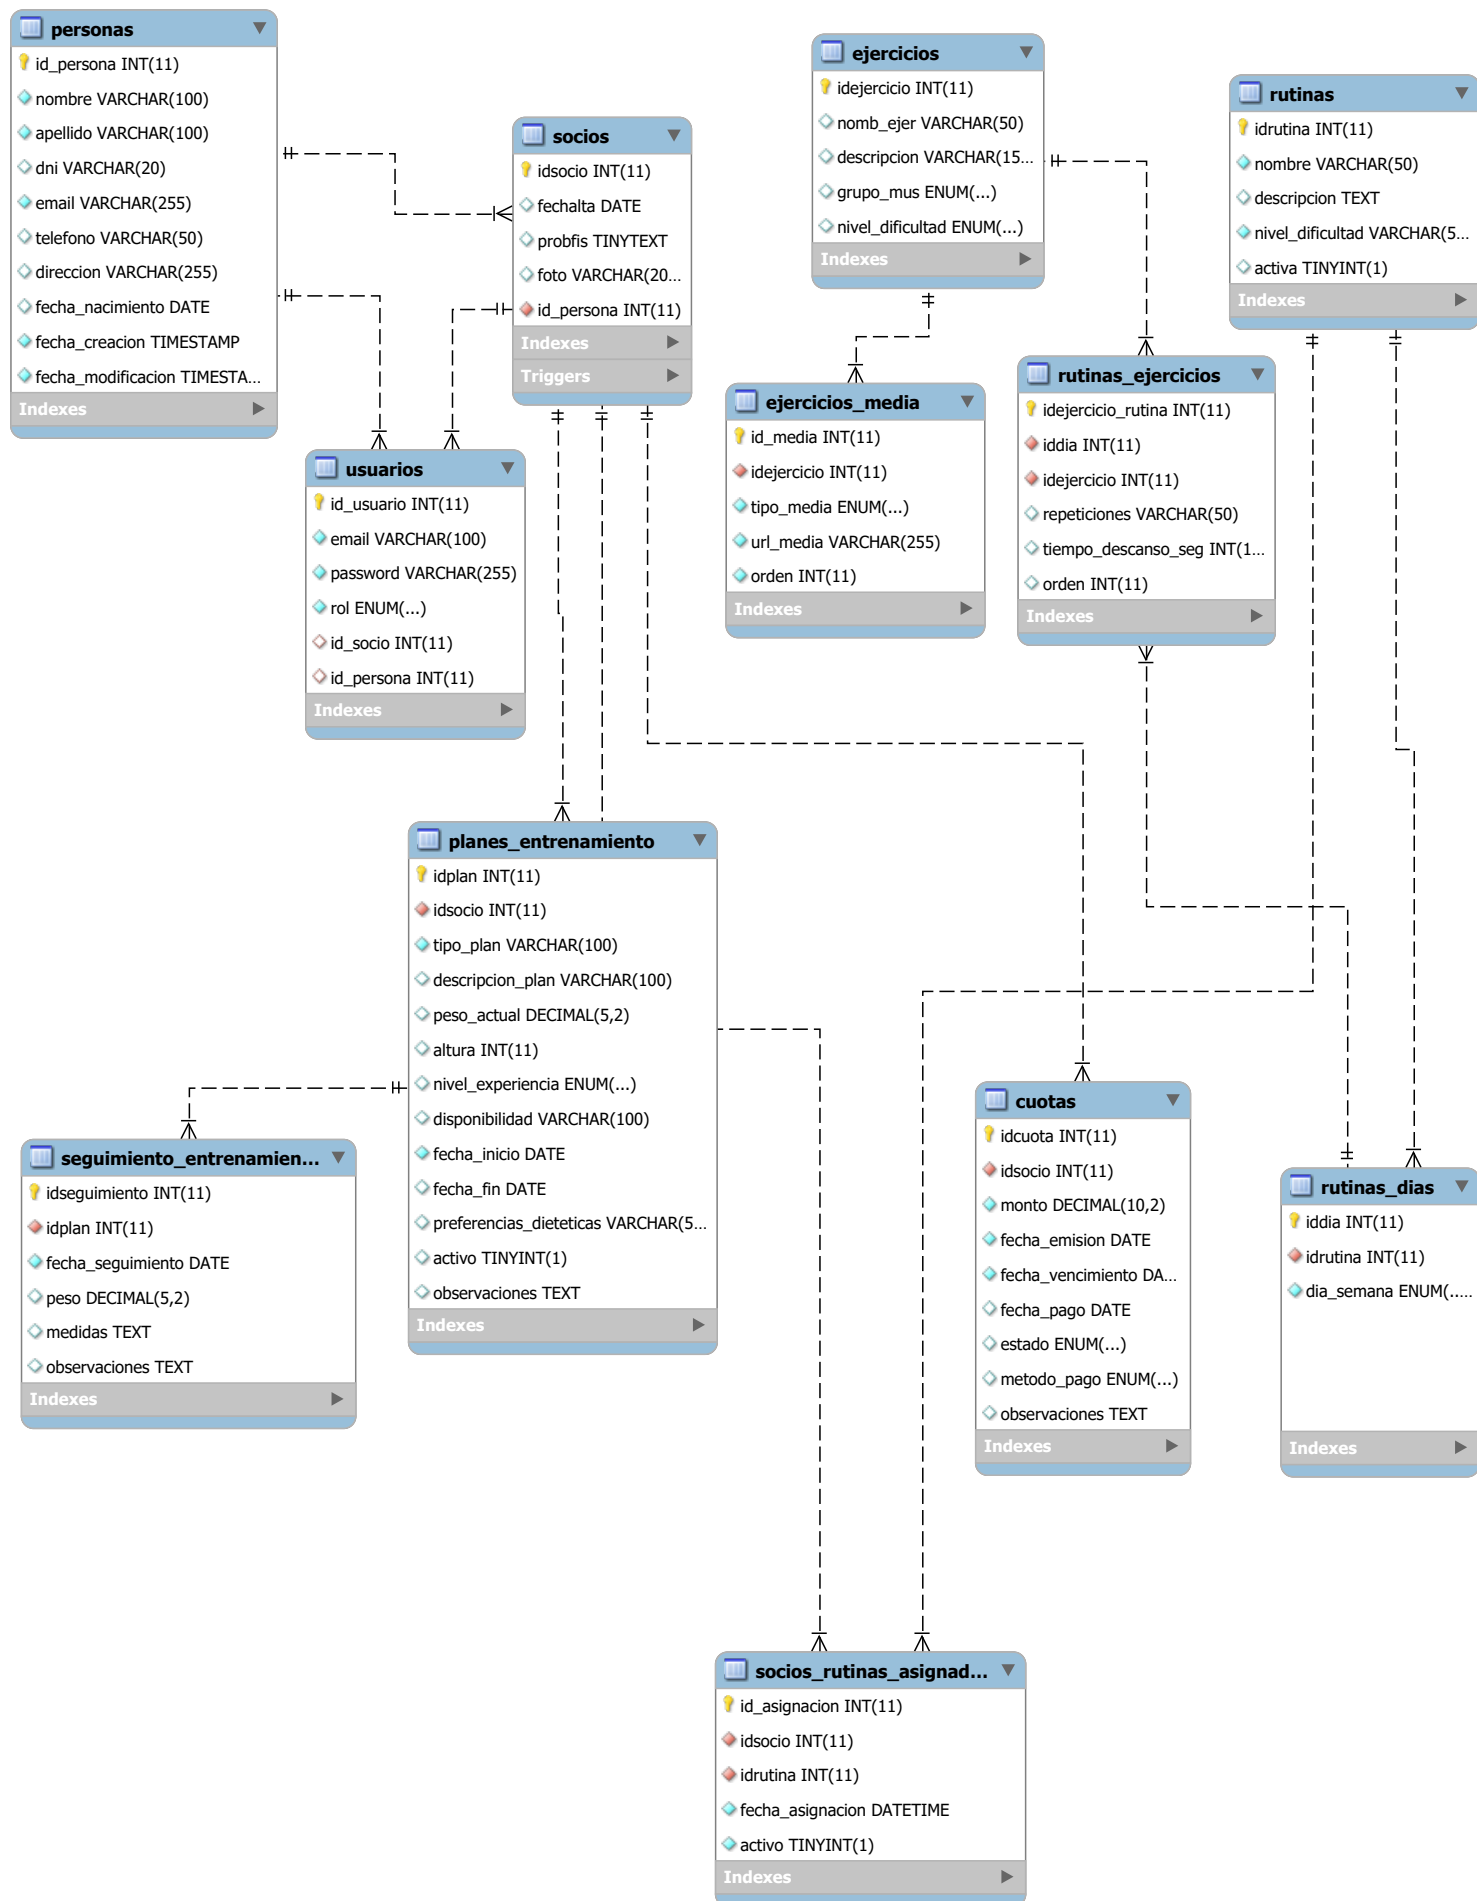 personas
id_persona INT(11)
nombre VARCHAR(100)
apellido VARCHAR(100)
dni VARCHAR(20)
email VARCHAR(255)
telefono VARCHAR(50)
direccion VARCHAR(255)
fecha_nacimiento DATE
fecha_creacion TIMESTAMP
fecha_modificacion TIMESTA...
Indexes
socios
idsocio INT(11)
fechalta DATE
probfis TINYTEXT
foto VARCHAR(20...
id_persona INT(11)
Indexes
Triggers
ejercicios
idejercicio INT(11)
nomb_ejer VARCHAR(50)
descripcion VARCHAR(15...
grupo_mus ENUM(...)
nivel_dificultad ENUM(...)
Indexes
rutinas
idrutina INT(11)
nombre VARCHAR(50)
descripcion TEXT
nivel_dificultad VARCHAR(5...
activa TINYINT(1)
Indexes
usuarios
id_usuario INT(11)
email VARCHAR(100)
password VARCHAR(255)
rol ENUM(...)
id_socio INT(11)
id_persona INT(11)
Indexes
ejercicios_media
id_media INT(11)
idejercicio INT(11)
tipo_media ENUM(...)
url_media VARCHAR(255)
orden INT(11)
Indexes
rutinas_ejercicios
idejercicio_rutina INT(11)
iddia INT(11)
idejercicio INT(11)
repeticiones VARCHAR(50)
tiempo_descanso_seg INT(1...
orden INT(11)
Indexes
planes_entrenamiento
idplan INT(11)
idsocio INT(11)
tipo_plan VARCHAR(100)
descripcion_plan VARCHAR(100)
peso_actual DECIMAL(5,2)
altura INT(11)
nivel_experiencia ENUM(...)
disponibilidad VARCHAR(100)
fecha_inicio DATE
fecha_fin DATE
preferencias_dieteticas VARCHAR(5...
activo TINYINT(1)
observaciones TEXT
Indexes
seguimiento_entrenamien...
idseguimiento INT(11)
idplan INT(11)
fecha_seguimiento DATE
peso DECIMAL(5,2)
medidas TEXT
observaciones TEXT
Indexes
cuotas
idcuota INT(11)
idsocio INT(11)
monto DECIMAL(10,2)
fecha_emision DATE
fecha_vencimiento DA...
fecha_pago DATE
estado ENUM(...)
metodo_pago ENUM(...)
observaciones TEXT
Indexes
rutinas_dias
iddia INT(11)
idrutina INT(11)
dia_semana ENUM(.....
Indexes
socios_rutinas_asignad...
id_asignacion INT(11)
idsocio INT(11)
idrutina INT(11)
fecha_asignacion DATETIME
activo TINYINT(1)
Indexes